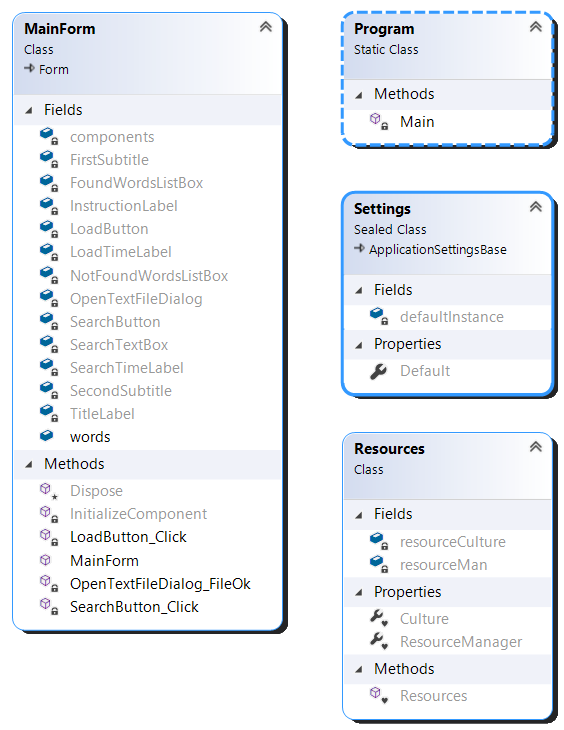 MainForm
Class
Form
Fields
components
FirstSubtitle
FoundWordsListBox
InstructionLabel
LoadButton
LoadTimeLabel
NotFoundWordsListBox
OpenTextFileDialog
SearchButton
SearchTextBox
SearchTimeLabel
SecondSubtitle
TitleLabel
words
Methods
Dispose
InitializeComponent
LoadButton_Click
MainForm
OpenTextFileDialog_FileOk
SearchButton_Click
Program
Static Class
Methods
Main
Settings
Sealed Class
ApplicationSettingsBase
Fields
defaultInstance
Properties
Default
Resources
Class
Fields
resourceCulture
resourceMan
Properties
Culture
ResourceManager
Methods
Resources